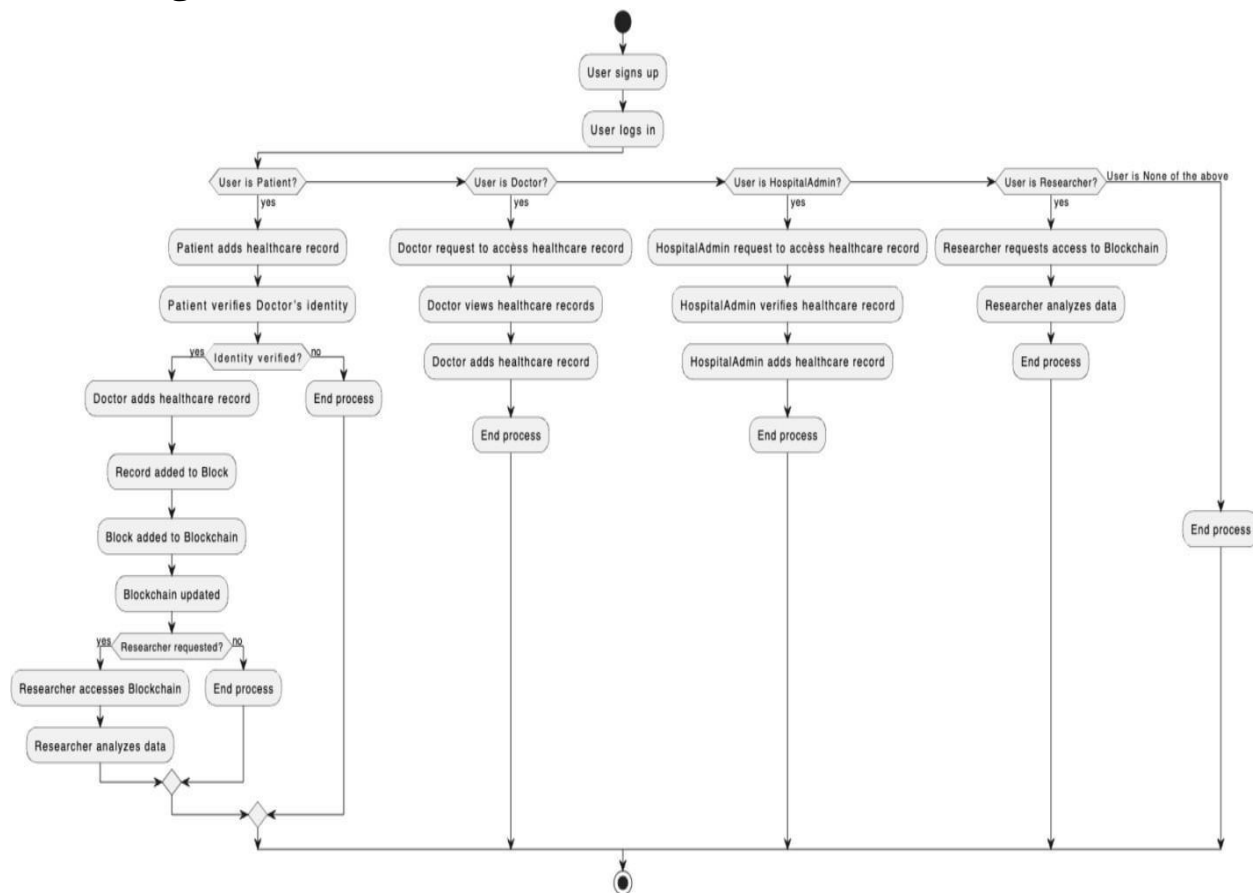 User signs up
User logs in
User is Patient?
User is Doctor?
User is HospitalAdmin?
User is Researcher?
User is None of the above
yes
yes
yes
yes
Patient adds healthcare record
Doctor request to accèss healthcare record
HospitalAdmin request to accèss healthcare record
Researcher requests access to Blockchain
Patient verifies Doctor's identity
Doctor views healthcare records
HospitalAdmin verifies healthcare record
Researcher analyzes data
yes
Identity verified?
no
Doctor adds healthcare record
HospitalAdmin adds healthcare record
End process
Doctor adds healthcare record
End process
End process
End process
Record added to Block
Block added to Blockchain
End process
Blockchain updated
yes
Researcher requested?
no
Researcher accesses Blockchain
End process
Researcher analyzes data